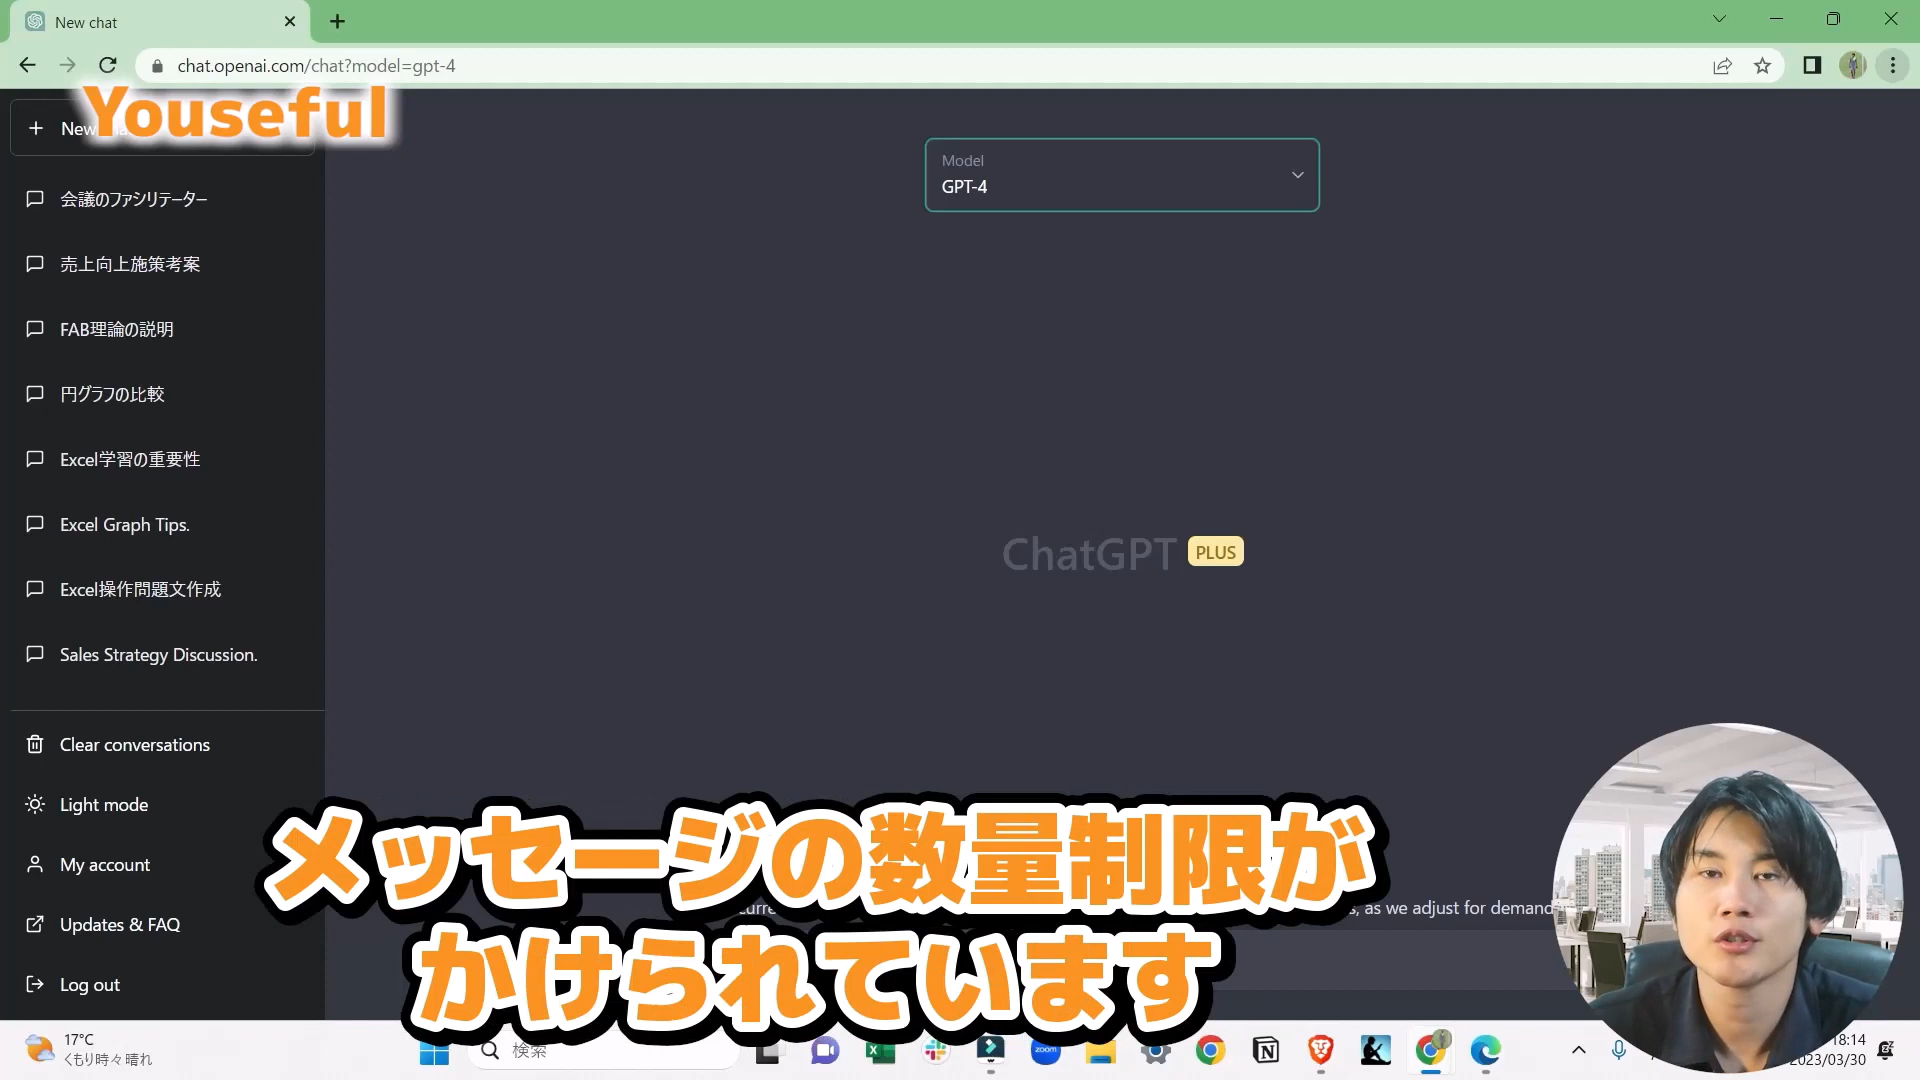 New chat
chat.openai.com/chat?model=gpt-4
Youseful
New
Model
GPT-4
会議のファシリテーター
売上向上施策考案
FAB理論の説明
円グラフの比較
Excel学習の重要性
Excel Graph Tips.
Excel操作問題文作成
Sales Strategy Discussion.
ChatGPT PLUS
Clear conversations
Light mode
My account
Updates & FAQ
Log out
メッセージの数量制限が
as we adjust for demand
かけられています
17°C
くもり時々晴れ
検索
zoom
18:14
2023/03/30